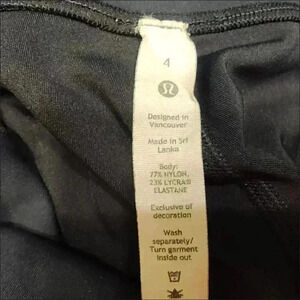 4
Designed in
Vancouver
Made in Sri
Lanka
Body:
77% NYLON,
23% LYCRA®
ELASTANE
Exclusive of
decoration
Wash
separately/
Turn garment
inside out